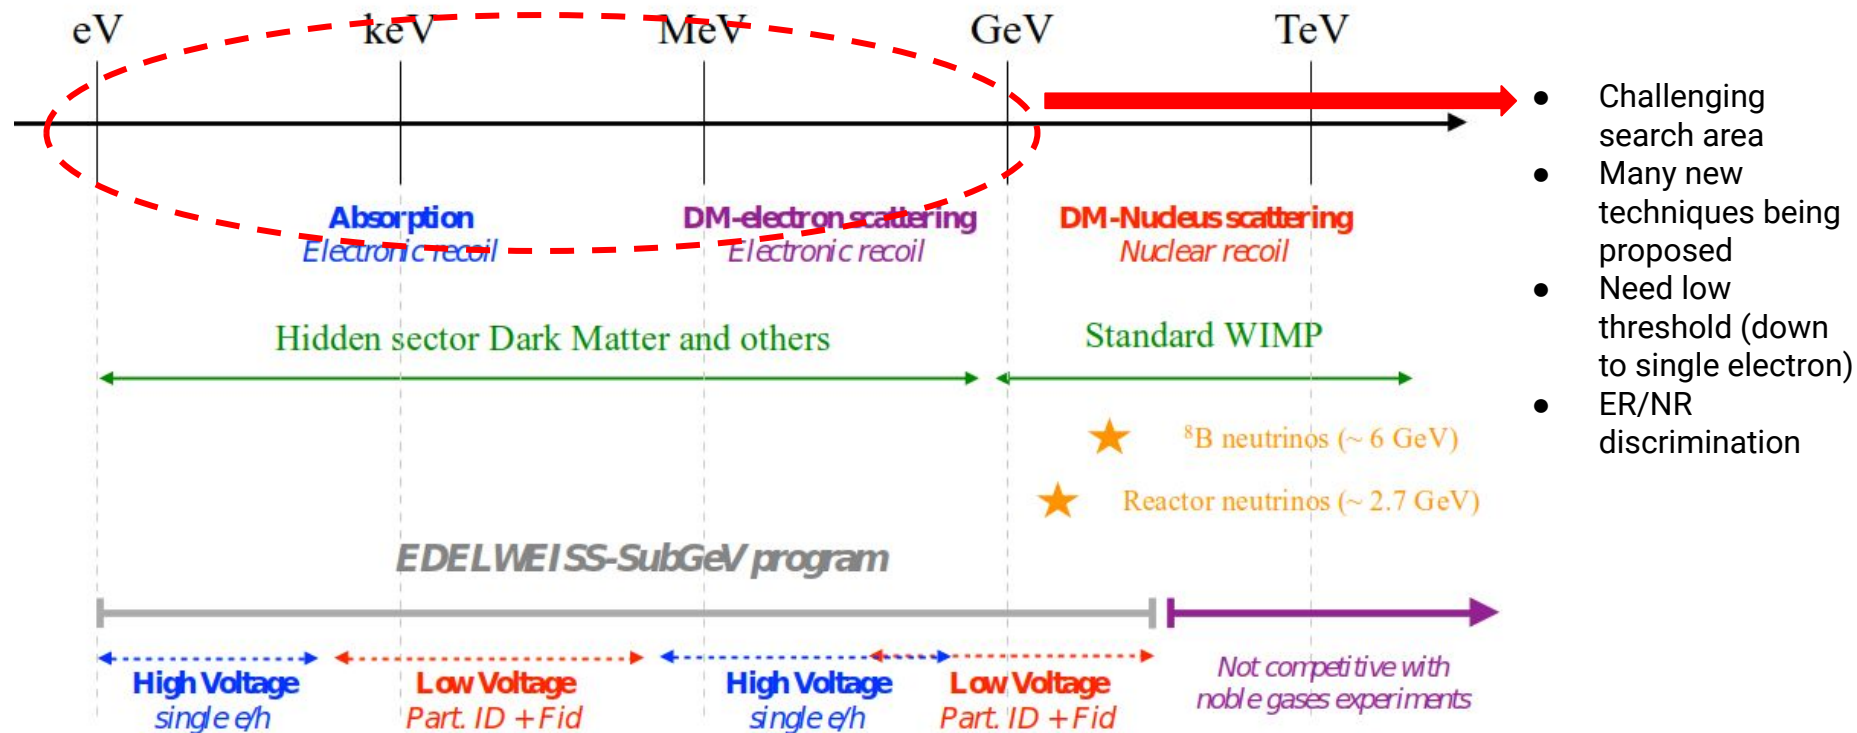 eV keV MeV GeV TeV
Absorption
Electronic recoil
DM-electron scattering
Electronic recoil
DM-Nucleus scattering
Nuclear recoil
Hidden sector Dark Matter and others
Standard WIMP
⁸B neutrinos (~ 6 GeV)
Reactor neutrinos (~ 2.7 GeV)
EDELWEISS-SubGeV program
High Voltage
single e/h
Low Voltage
Part. ID + Fid
High Voltage
single e/h
Low Voltage
Part. ID + Fid
Not competitive with
noble gases experiments
● Challenging
search area
● Many new
techniques being
proposed
● Need low
threshold (down
to single electron)
● ER/NR
discrimination